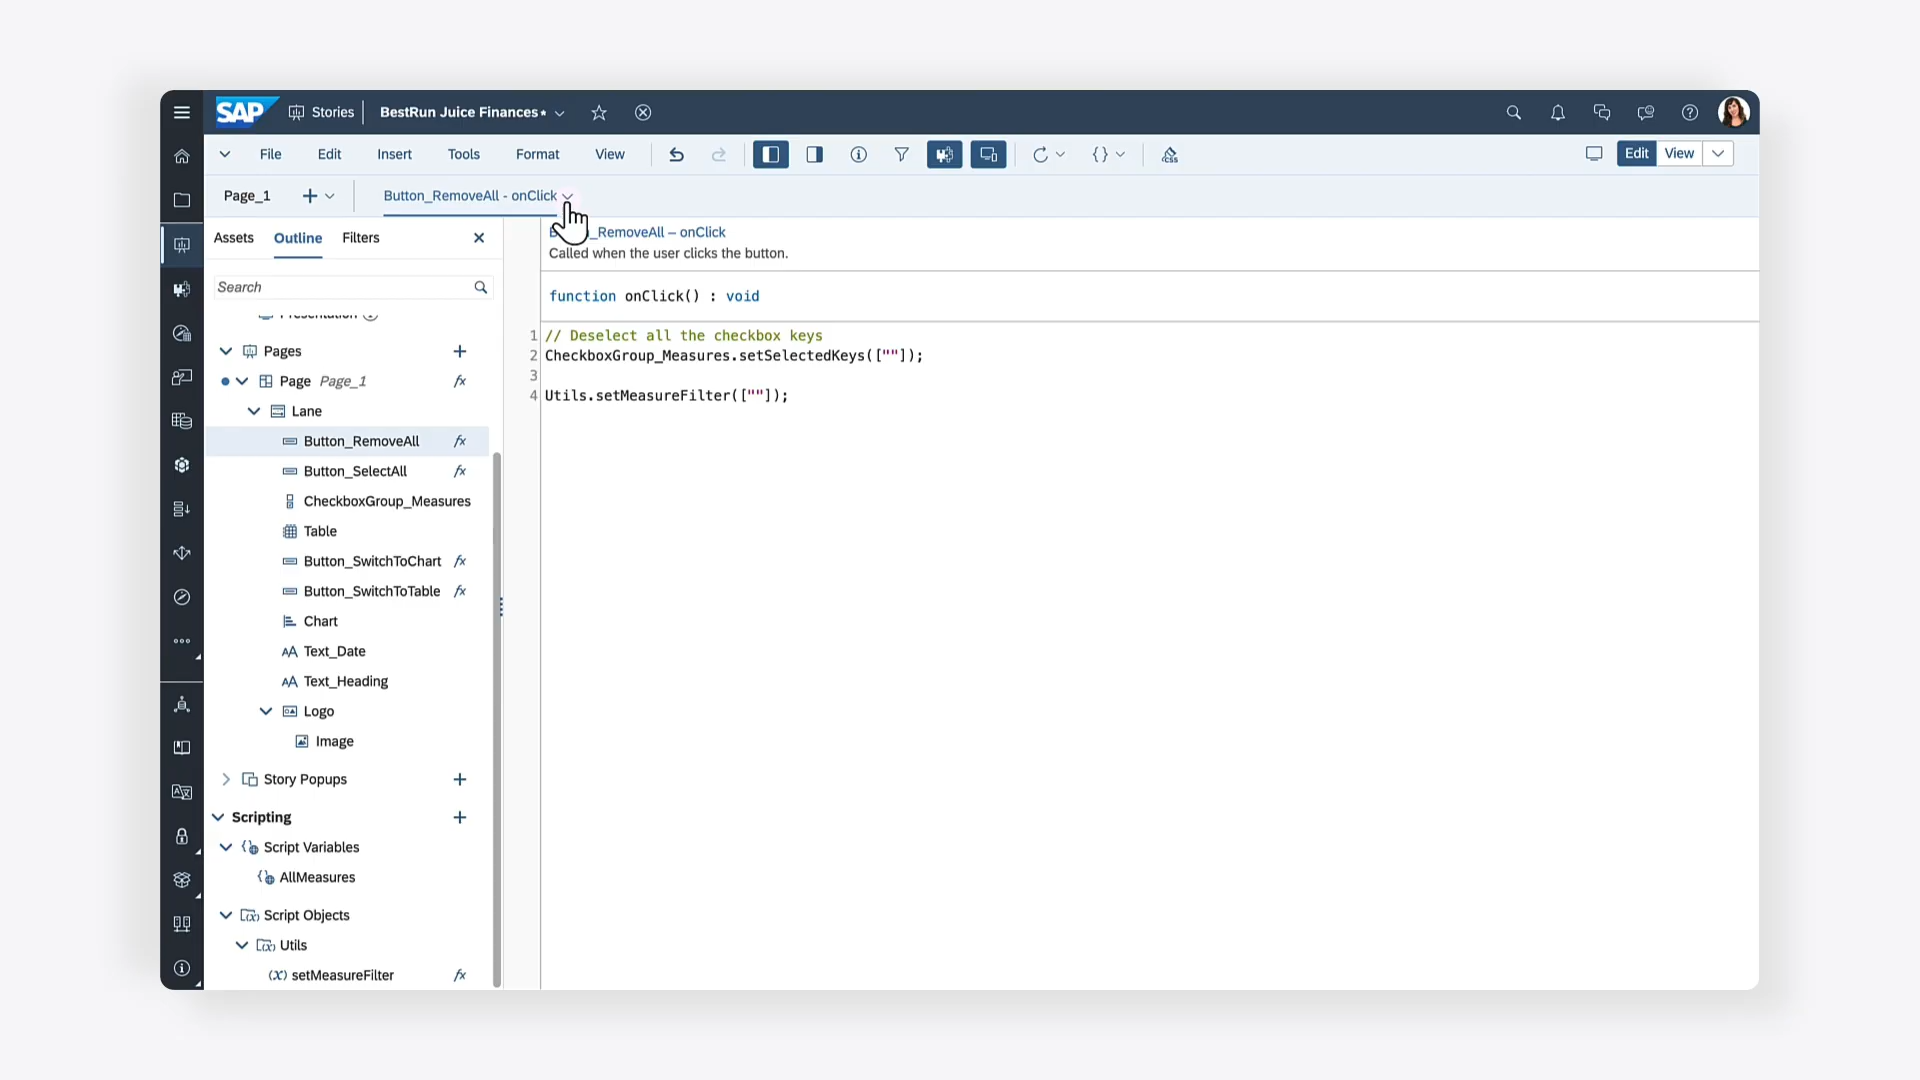 SAP Stories BestRun Juice Finances*
File Edit Insert Tools Format View Edit View
Page_1 Button_RemoveAll - onClick
Assets Outline Filters
Search
Pages
Page Page_1
Lane
Button_RemoveAll
Button_SelectAll
CheckboxGroup_Measures
Table
Button_SwitchToChart
Button_SwitchToTable
Chart
Text_Date
Text_Heading
Logo
Image
Story Popups
Scripting
Script Variables
AllMeasures
Script Objects
Utils
setMeasureFilter
_RemoveAll – onClick
Called when the user clicks the button.
function onClick() : void
1 // Deselect all the checkbox keys
2 CheckboxGroup_Measures.setSelectedKeys([""]);
3
4 Utils.setMeasureFilter([""]);